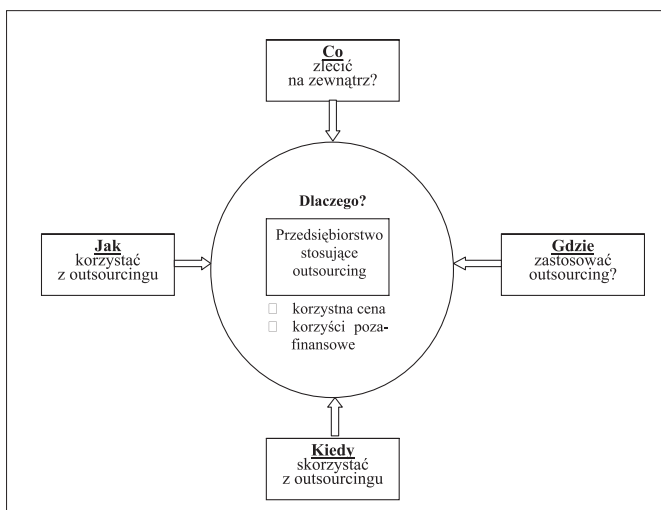 Co
zlecić
na zewnątrz?
Dlaczego?
Przedsiębiorstwo
stosujące
outsourcing
korzystna cena
korzyści poza-
finansowe
Jak
korzystać
z outsourcingu
Gdzie
zastosować
outsourcing?
Kiedy
skorzystać
z outsourcingu